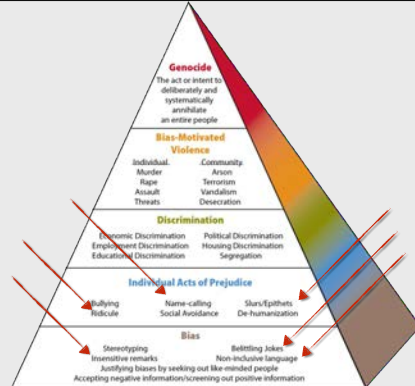 Genocide
The act or intent to
deliberately and
systematically
annihilate
an entire people
Bias-Motivated
Violence
Individual Community
Murder Arson
Rape Terrorism
Assault Vandalism
Threats Desecration
Discrimination
Economic Discrimination Political Discrimination
Employment Discrimination Housing Discrimination
Educational Discrimination Segregation
Individual Acts of Prejudice
Bullying Name-calling Slurs/Epithets
Ridicule Social Avoidance De-humanization
Bias
Stereotyping Belittling Jokes
Insensitive remarks Non-inclusive language
Justifying biases by seeking out like-minded people
Accepting negative information/screening out positive information